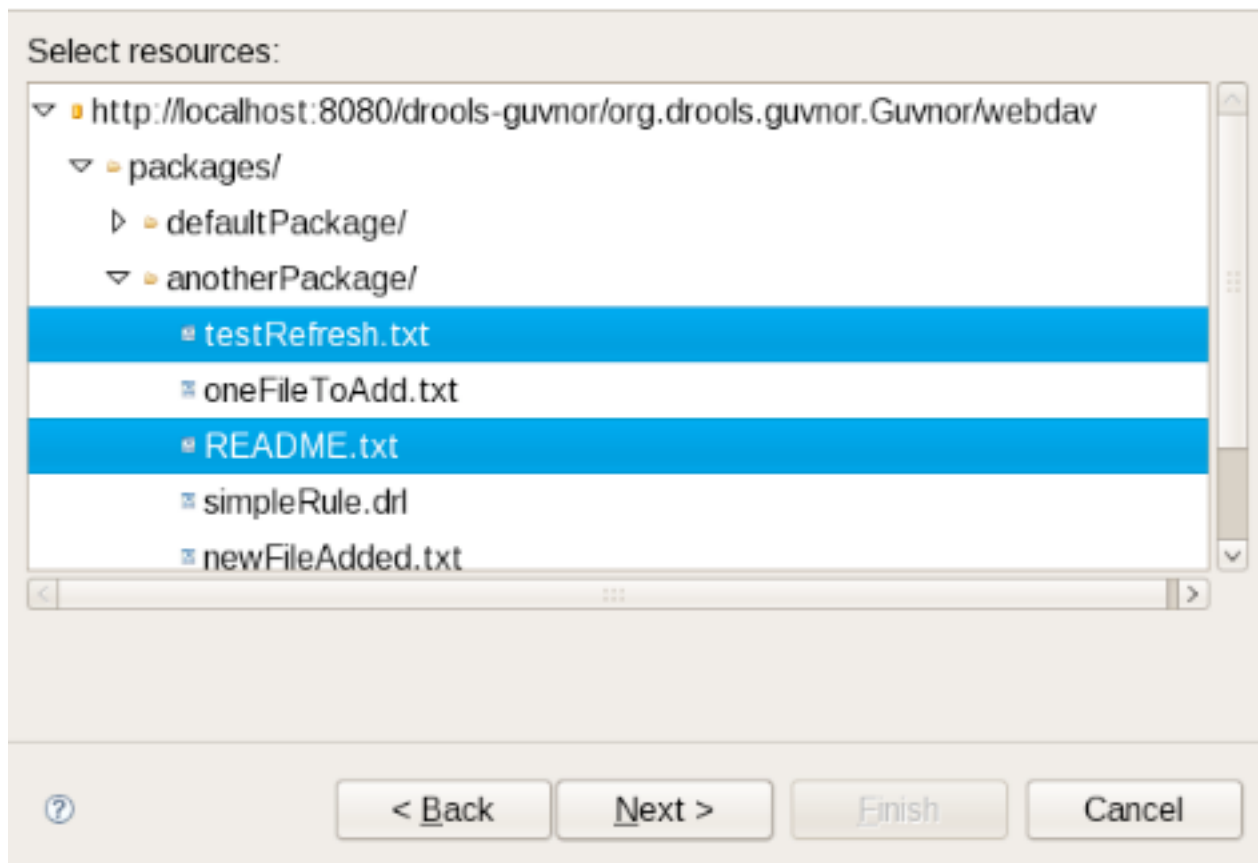 Select resources:
http://localhost:8080/drools-guvnor/org.drools.guvnor.Guvnor/webdav
packages/
defaultPackage/
anotherPackage/
testRefresh.txt
oneFileToAdd.txt
README.txt
simpleRule.drl
newFileAdded.txt
? < Back Next > Finish Cancel